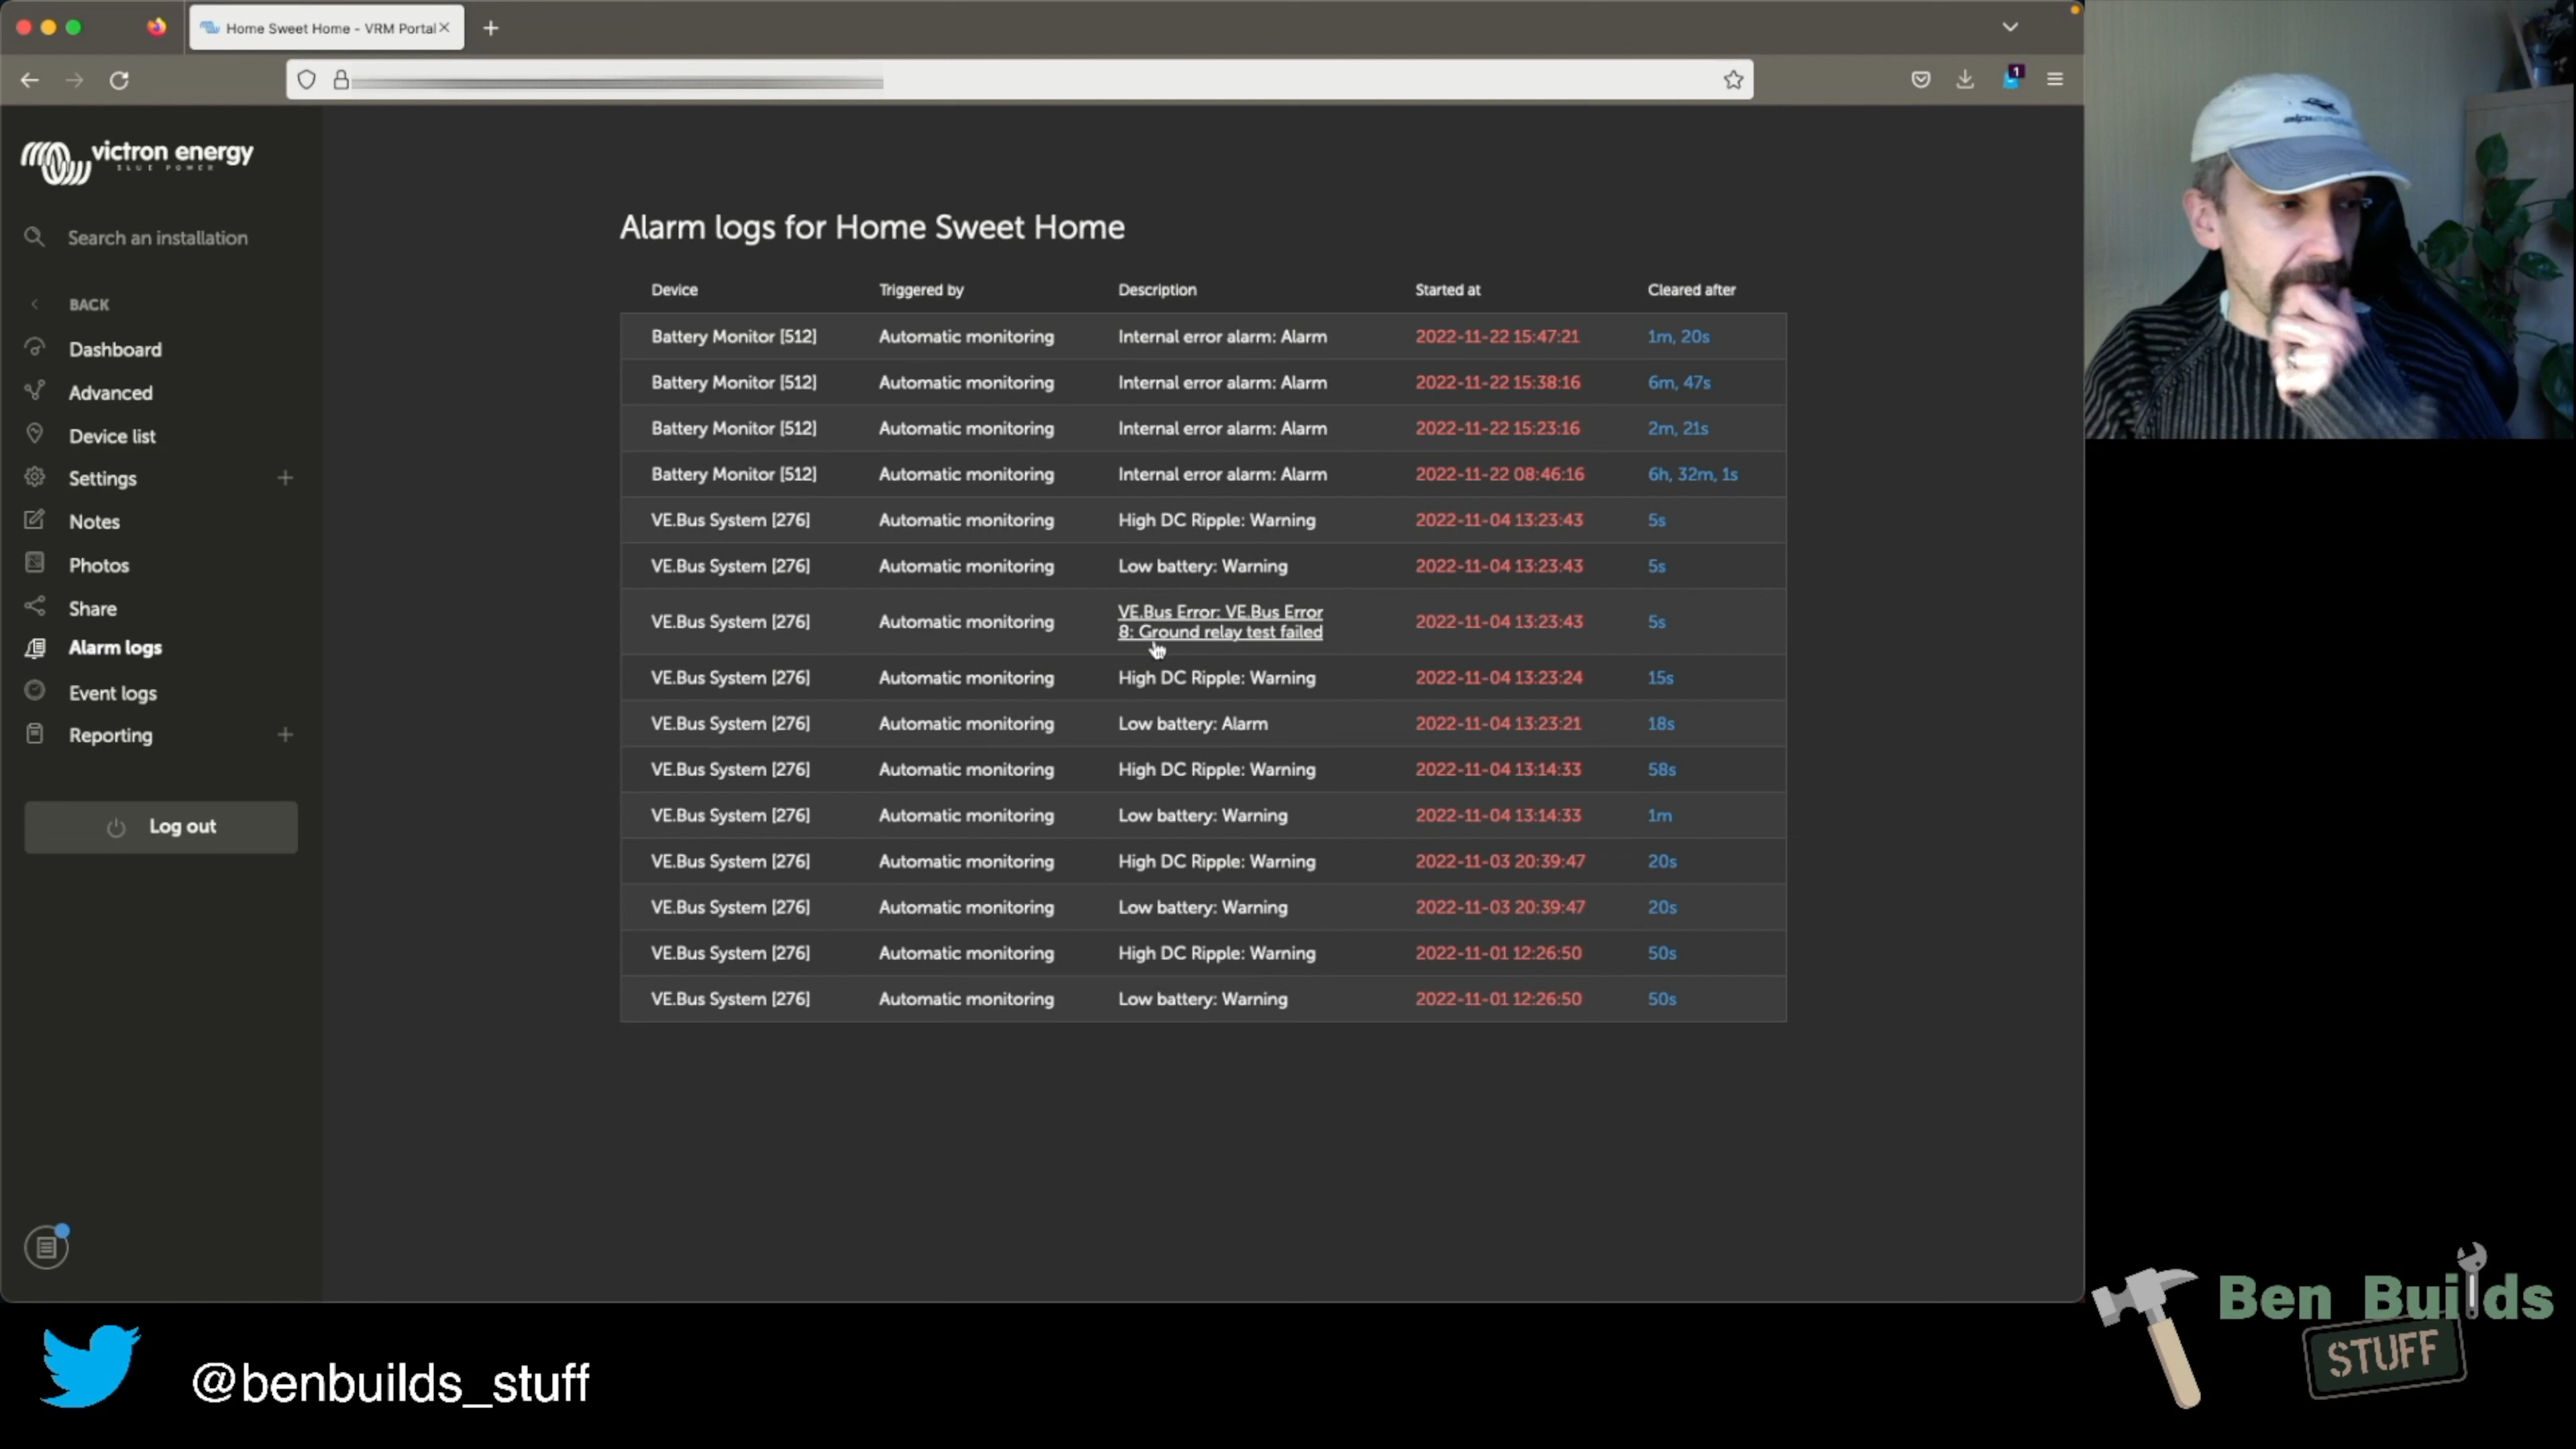 Home Sweet Home - VRM Portal
1
victron energy
BLUE POWER
Search an installation
BACK
Dashboard
Advanced
Device list
Settings
Notes
Photos
Share
Alarm logs
Event logs
Reporting
Log out
Alarm logs for Home Sweet Home
Device Triggered by Description Started at Cleared after
Battery Monitor [512] Automatic monitoring Internal error alarm: Alarm 2022-11-22 15:47:21 1m, 20s
Battery Monitor [512] Automatic monitoring Internal error alarm: Alarm 2022-11-22 15:38:16 6m, 47s
Battery Monitor [512] Automatic monitoring Internal error alarm: Alarm 2022-11-22 15:23:16 2m, 21s
Battery Monitor [512] Automatic monitoring Internal error alarm: Alarm 2022-11-22 08:46:16 6h, 32m, 1s
VE.Bus System [276] Automatic monitoring High DC Ripple: Warning 2022-11-04 13:23:43 5s
VE.Bus System [276] Automatic monitoring Low battery: Warning 2022-11-04 13:23:43 5s
VE.Bus System [276] Automatic monitoring VE.Bus Error: VE.Bus Error
8: Ground relay test failed 2022-11-04 13:23:43 5s
VE.Bus System [276] Automatic monitoring High DC Ripple: Warning 2022-11-04 13:23:24 15s
VE.Bus System [276] Automatic monitoring Low battery: Alarm 2022-11-04 13:23:21 18s
VE.Bus System [276] Automatic monitoring High DC Ripple: Warning 2022-11-04 13:14:33 58s
VE.Bus System [276] Automatic monitoring Low battery: Warning 2022-11-04 13:14:33 1m
VE.Bus System [276] Automatic monitoring High DC Ripple: Warning 2022-11-03 20:39:47 20s
VE.Bus System [276] Automatic monitoring Low battery: Warning 2022-11-03 20:39:47 20s
VE.Bus System [276] Automatic monitoring High DC Ripple: Warning 2022-11-01 12:26:50 50s
VE.Bus System [276] Automatic monitoring Low battery: Warning 2022-11-01 12:26:50 50s
@benbuilds_stuff
Ben Builds
STUFF